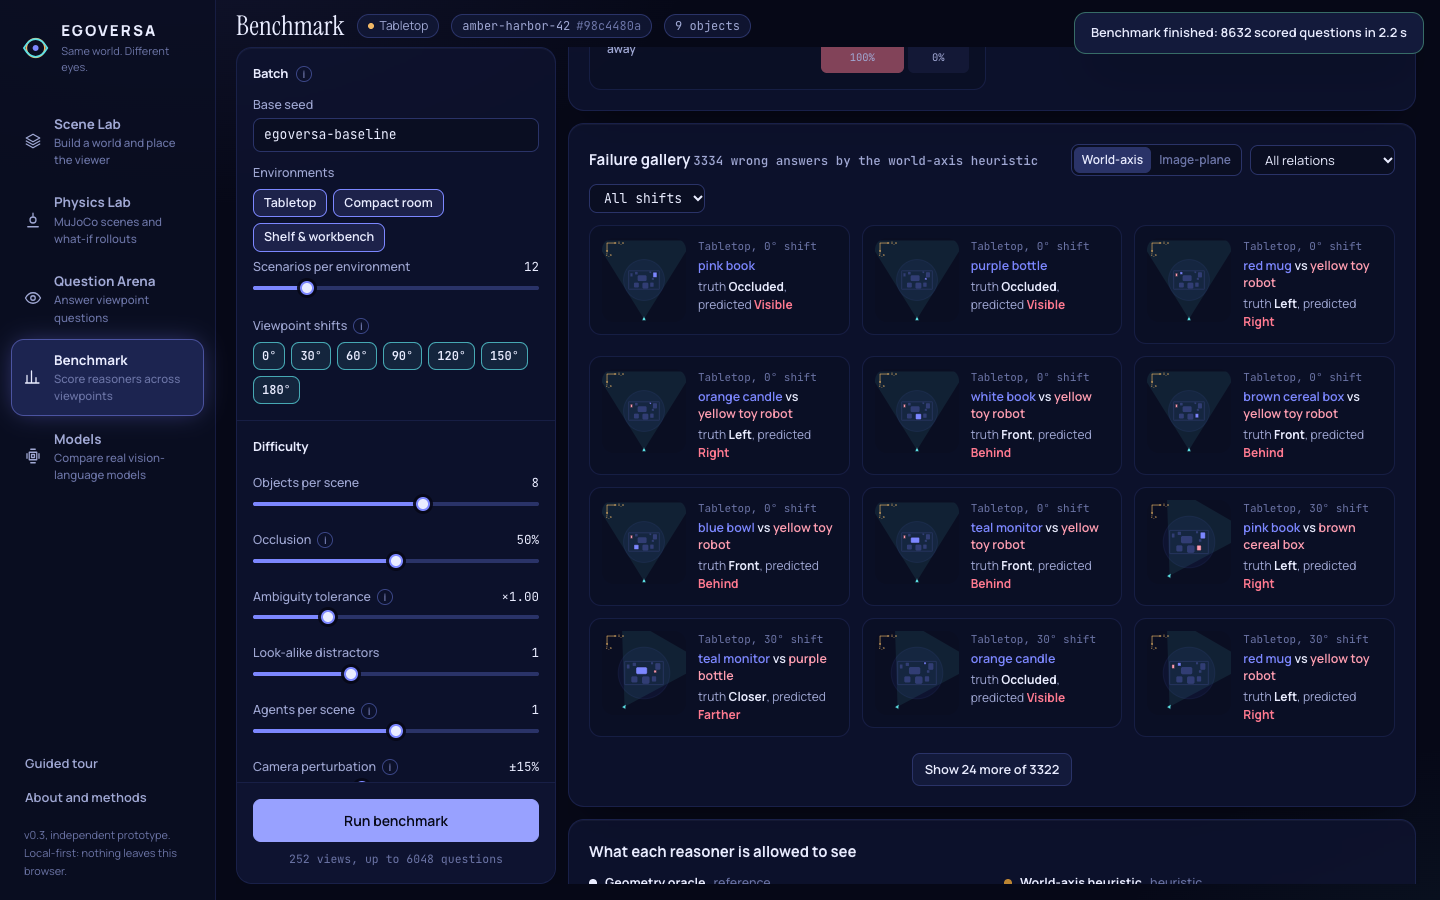 EGOVERSA
Same world. Different
eyes.
Scene Lab
Build a world and place
the viewer
Physics Lab
MuJoCo scenes and
what-if rollouts
Question Arena
Answer viewpoint
questions
Benchmark
Score reasoners across
viewpoints
Models
Compare real vision-
language models
Guided tour
About and methods
v0.3, independent prototype.
Local-first: nothing leaves this
browser.
Benchmark
Tabletop
amber-harbor-42 #98c4480a
9 objects
Benchmark finished: 8632 scored questions in 2.2 s
Batch i
Base seed
egoversa-baseline
Environments
Tabletop
Compact room
Shelf & workbench
Scenarios per environment 12
Viewpoint shifts i
0° 30° 60° 90° 120° 150°
180°
Difficulty
Objects per scene 8
Occlusion i 50%
Ambiguity tolerance i ×1.00
Look-alike distractors 1
Agents per scene i 1
Camera perturbation i ±15%
Run benchmark
252 views, up to 6048 questions
away
100% 0%
Failure gallery 3334 wrong answers by the world-axis heuristic
World-axis Image-plane
All relations
All shifts
Tabletop, 0° shift
pink book
truth Occluded,
predicted Visible
Tabletop, 0° shift
purple bottle
truth Occluded,
predicted Visible
Tabletop, 0° shift
red mug vs yellow toy
robot
truth Left, predicted
Right
Tabletop, 0° shift
orange candle vs
yellow toy robot
truth Left, predicted
Right
Tabletop, 0° shift
white book vs yellow
toy robot
truth Front, predicted
Behind
Tabletop, 0° shift
brown cereal box vs
yellow toy robot
truth Front, predicted
Behind
Tabletop, 0° shift
blue bowl vs yellow toy
robot
truth Front, predicted
Behind
Tabletop, 0° shift
teal monitor vs yellow
toy robot
truth Front, predicted
Behind
Tabletop, 30° shift
pink book vs brown
cereal box
truth Left, predicted
Right
Tabletop, 30° shift
teal monitor vs purple
bottle
truth Closer, predicted
Farther
Tabletop, 30° shift
orange candle
truth Occluded,
predicted Visible
Tabletop, 30° shift
red mug vs yellow toy
robot
truth Left, predicted
Right
Show 24 more of 3322
What each reasoner is allowed to see
Geometry oracle reference
World-axis heuristic heuristic